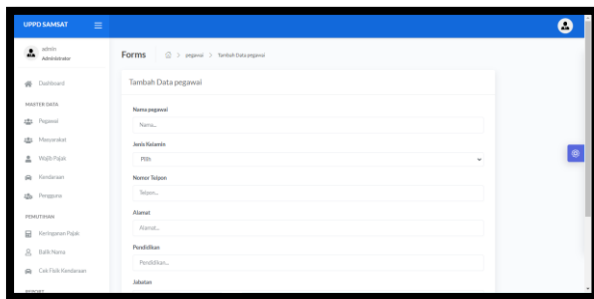 UPPD SAMSAT
admin
Administrator
Dashboard
MASTER DATA
Pegawai
Masyarakat
Wajib Pajak
Kendaraan
Pengguna
PEMUTIHAN
Keringanan Pajak
Balik Nama
Cek Fisik Kendaraan
REPORT
Forms > pegawai > Tambah Data pegawai
Tambah Data pegawai
Nama pegawai
Nama...
Jenis Kelamin
Pilih
Nomor Telpon
Telpon...
Alamat
Alamat...
Pendidikan
Pendidikan...
Jabatan